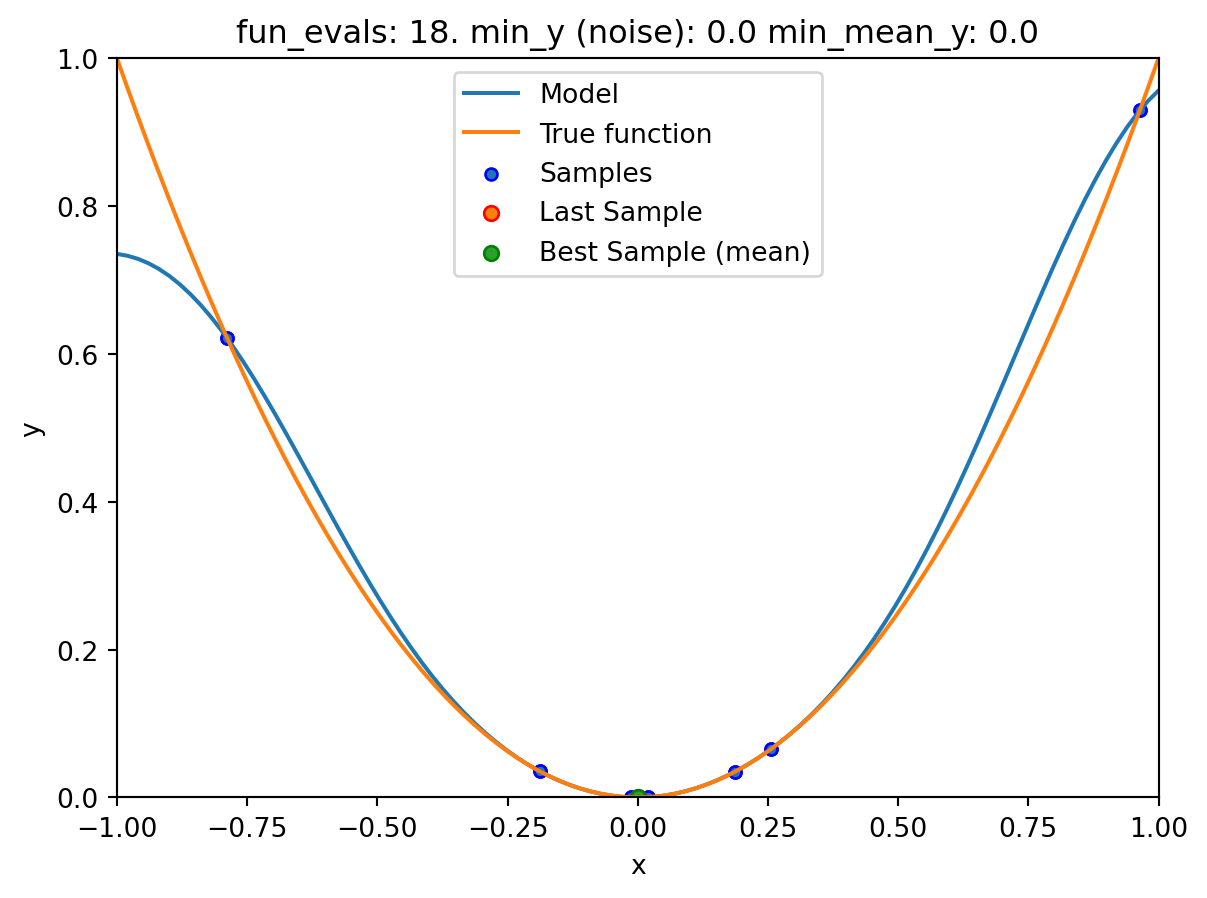 fun_evals: 18. min_y (noise): 0.0 min_mean_y: 0.0
Model
True function
Samples
Last Sample
Best Sample (mean)
y
1.0
0.8
0.6
0.4
0.2
0.0
−1.00 −0.75 −0.50 −0.25 0.00 0.25 0.50 0.75 1.00
x